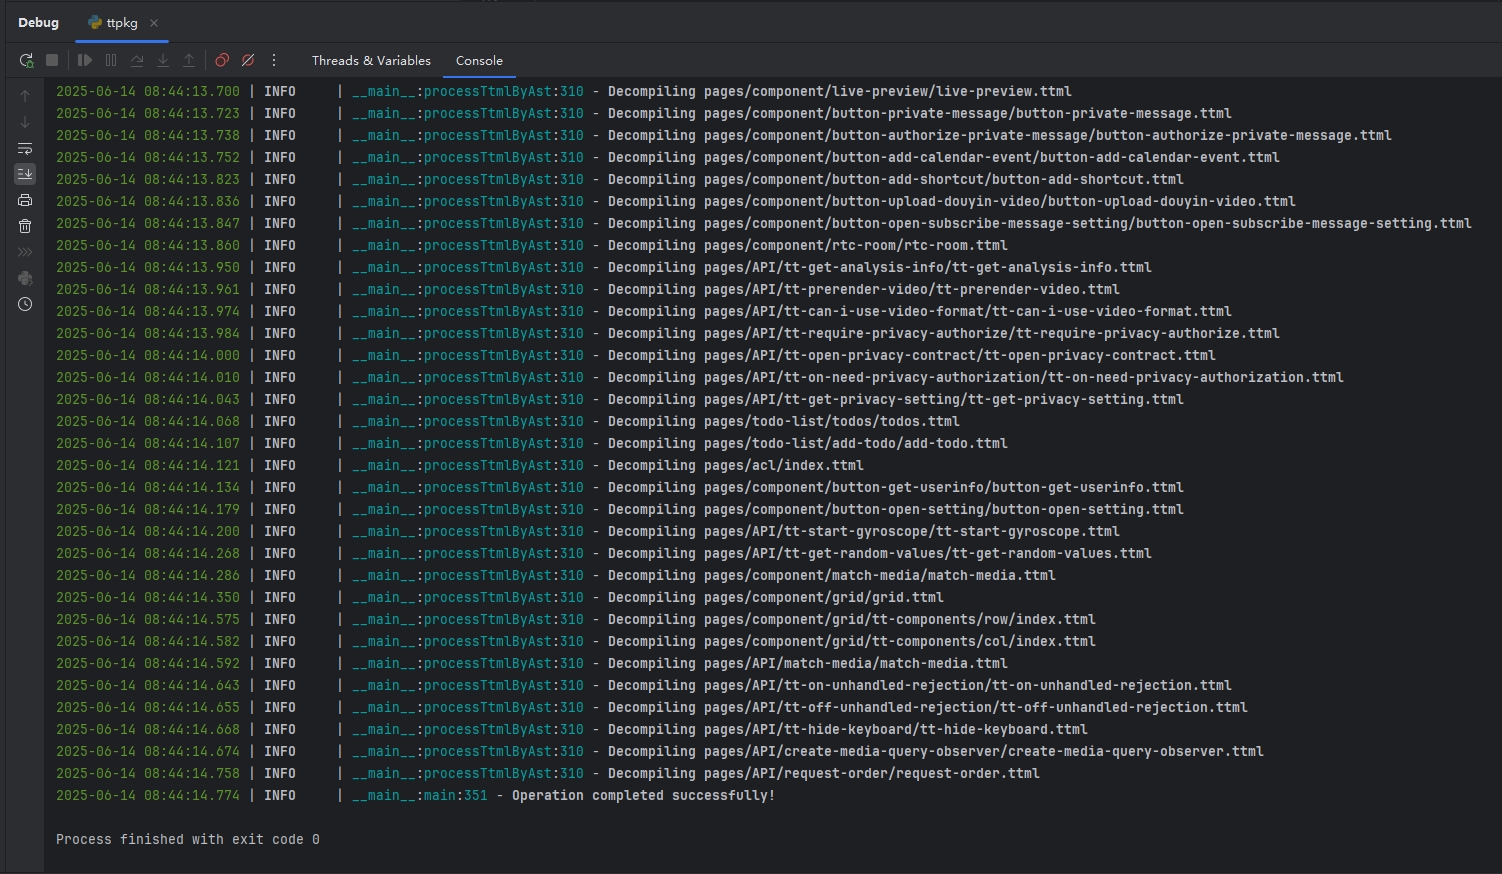 Debug
ttpkg
Threads & Variables
Console
2025-06-14 08:44:13.700 | INFO     | __main__:processTtmlByAst:310 - Decompiling pages/component/live-preview/live-preview.ttml
2025-06-14 08:44:13.723 | INFO     | __main__:processTtmlByAst:310 - Decompiling pages/component/button-private-message/button-private-message.ttml
2025-06-14 08:44:13.738 | INFO     | __main__:processTtmlByAst:310 - Decompiling pages/component/button-authorize-private-message/button-authorize-private-message.ttml
2025-06-14 08:44:13.752 | INFO     | __main__:processTtmlByAst:310 - Decompiling pages/component/button-add-calendar-event/button-add-calendar-event.ttml
2025-06-14 08:44:13.823 | INFO     | __main__:processTtmlByAst:310 - Decompiling pages/component/button-add-shortcut/button-add-shortcut.ttml
2025-06-14 08:44:13.836 | INFO     | __main__:processTtmlByAst:310 - Decompiling pages/component/button-upload-douyin-video/button-upload-douyin-video.ttml
2025-06-14 08:44:13.847 | INFO     | __main__:processTtmlByAst:310 - Decompiling pages/component/button-open-subscribe-message-setting/button-open-subscribe-message-setting.ttml
2025-06-14 08:44:13.860 | INFO     | __main__:processTtmlByAst:310 - Decompiling pages/component/rtc-room/rtc-room.ttml
2025-06-14 08:44:13.950 | INFO     | __main__:processTtmlByAst:310 - Decompiling pages/API/tt-get-analysis-info/tt-get-analysis-info.ttml
2025-06-14 08:44:13.961 | INFO     | __main__:processTtmlByAst:310 - Decompiling pages/API/tt-prerender-video/tt-prerender-video.ttml
2025-06-14 08:44:13.974 | INFO     | __main__:processTtmlByAst:310 - Decompiling pages/API/tt-can-i-use-video-format/tt-can-i-use-video-format.ttml
2025-06-14 08:44:13.984 | INFO     | __main__:processTtmlByAst:310 - Decompiling pages/API/tt-require-privacy-authorize/tt-require-privacy-authorize.ttml
2025-06-14 08:44:14.000 | INFO     | __main__:processTtmlByAst:310 - Decompiling pages/API/tt-open-privacy-contract/tt-open-privacy-contract.ttml
2025-06-14 08:44:14.010 | INFO     | __main__:processTtmlByAst:310 - Decompiling pages/API/tt-on-need-privacy-authorization/tt-on-need-privacy-authorization.ttml
2025-06-14 08:44:14.043 | INFO     | __main__:processTtmlByAst:310 - Decompiling pages/API/tt-get-privacy-setting/tt-get-privacy-setting.ttml
2025-06-14 08:44:14.068 | INFO     | __main__:processTtmlByAst:310 - Decompiling pages/todo-list/todos/todos.ttml
2025-06-14 08:44:14.107 | INFO     | __main__:processTtmlByAst:310 - Decompiling pages/todo-list/add-todo/add-todo.ttml
2025-06-14 08:44:14.121 | INFO     | __main__:processTtmlByAst:310 - Decompiling pages/acl/index.ttml
2025-06-14 08:44:14.134 | INFO     | __main__:processTtmlByAst:310 - Decompiling pages/component/button-get-userinfo/button-get-userinfo.ttml
2025-06-14 08:44:14.179 | INFO     | __main__:processTtmlByAst:310 - Decompiling pages/component/button-open-setting/button-open-setting.ttml
2025-06-14 08:44:14.200 | INFO     | __main__:processTtmlByAst:310 - Decompiling pages/API/tt-start-gyroscope/tt-start-gyroscope.ttml
2025-06-14 08:44:14.268 | INFO     | __main__:processTtmlByAst:310 - Decompiling pages/API/tt-get-random-values/tt-get-random-values.ttml
2025-06-14 08:44:14.286 | INFO     | __main__:processTtmlByAst:310 - Decompiling pages/component/match-media/match-media.ttml
2025-06-14 08:44:14.350 | INFO     | __main__:processTtmlByAst:310 - Decompiling pages/component/grid/grid.ttml
2025-06-14 08:44:14.575 | INFO     | __main__:processTtmlByAst:310 - Decompiling pages/component/grid/tt-components/row/index.ttml
2025-06-14 08:44:14.582 | INFO     | __main__:processTtmlByAst:310 - Decompiling pages/component/grid/tt-components/col/index.ttml
2025-06-14 08:44:14.592 | INFO     | __main__:processTtmlByAst:310 - Decompiling pages/API/match-media/match-media.ttml
2025-06-14 08:44:14.643 | INFO     | __main__:processTtmlByAst:310 - Decompiling pages/API/tt-on-unhandled-rejection/tt-on-unhandled-rejection.ttml
2025-06-14 08:44:14.655 | INFO     | __main__:processTtmlByAst:310 - Decompiling pages/API/tt-off-unhandled-rejection/tt-off-unhandled-rejection.ttml
2025-06-14 08:44:14.668 | INFO     | __main__:processTtmlByAst:310 - Decompiling pages/API/tt-hide-keyboard/tt-hide-keyboard.ttml
2025-06-14 08:44:14.674 | INFO     | __main__:processTtmlByAst:310 - Decompiling pages/API/create-media-query-observer/create-media-query-observer.ttml
2025-06-14 08:44:14.758 | INFO     | __main__:processTtmlByAst:310 - Decompiling pages/API/request-order/request-order.ttml
2025-06-14 08:44:14.774 | INFO     | __main__:main:351 - Operation completed successfully!
Process finished with exit code 0